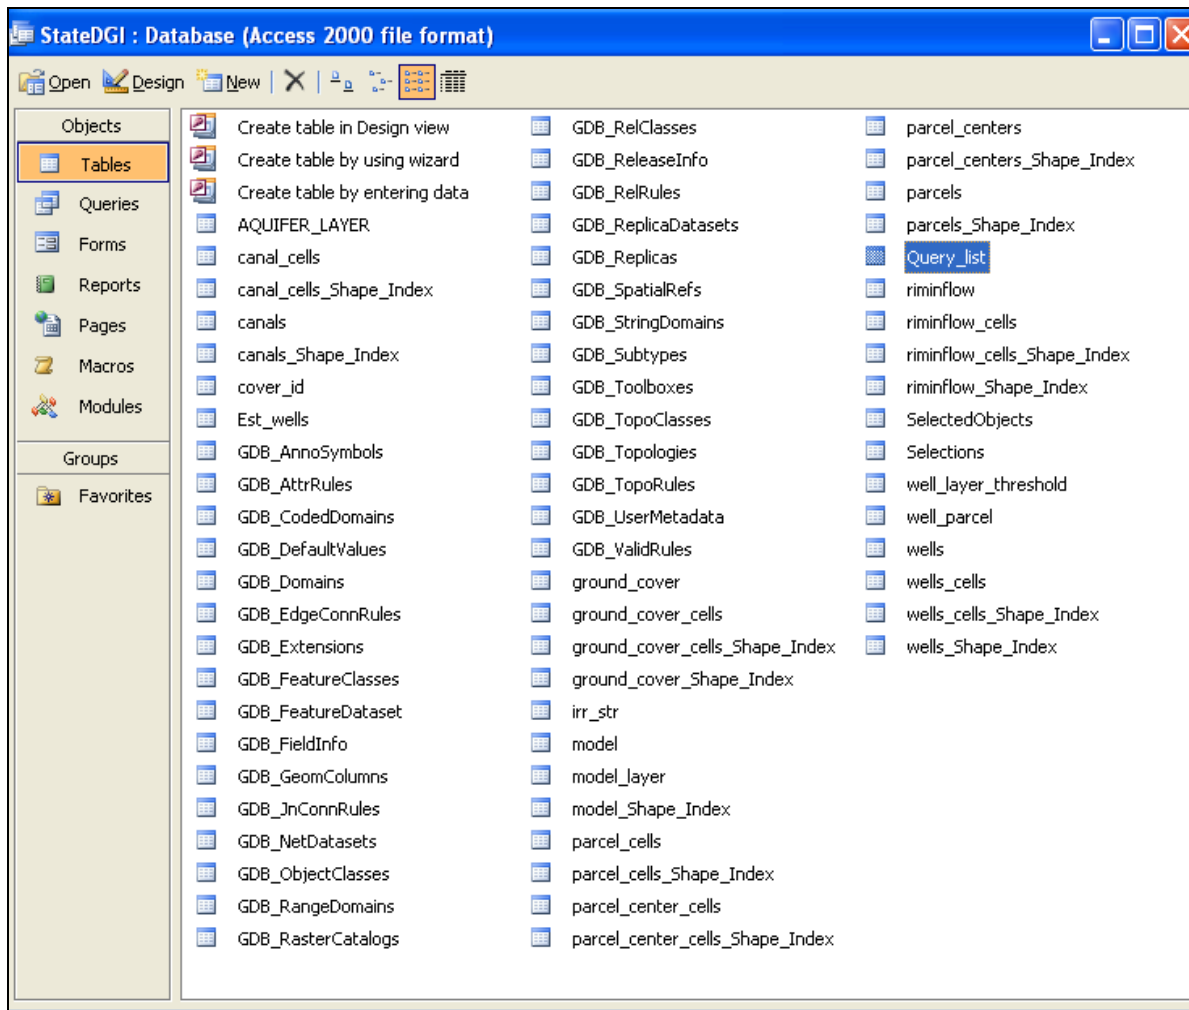 StateDGI : Database (Access 2000 file format)
Open Design New
Objects
Tables
Queries
Forms
Reports
Pages
Macros
Modules
Groups
Favorites
Create table in Design view
Create table by using wizard
Create table by entering data
AQUIFER_LAYER
canal_cells
canal_cells_Shape_Index
canals
canals_Shape_Index
cover_id
Est_wells
GDB_AnnoSymbols
GDB_AttrRules
GDB_CodedDomains
GDB_DefaultValues
GDB_Domains
GDB_EdgeConnRules
GDB_Extensions
GDB_FeatureClasses
GDB_FeatureDataset
GDB_FieldInfo
GDB_GeomColumns
GDB_JnConnRules
GDB_NetDatasets
GDB_ObjectClasses
GDB_RangeDomains
GDB_RasterCatalogs
GDB_RelClasses
GDB_ReleaseInfo
GDB_RelRules
GDB_ReplicaDatasets
GDB_Replicas
GDB_SpatialRefs
GDB_StringDomains
GDB_Subtypes
GDB_Toolboxes
GDB_TopoClasses
GDB_Topologies
GDB_TopoRules
GDB_UserMetadata
GDB_ValidRules
ground_cover
ground_cover_cells
ground_cover_cells_Shape_Index
ground_cover_Shape_Index
irr_str
model
model_layer
model_Shape_Index
parcel_cells
parcel_cells_Shape_Index
parcel_center_cells
parcel_center_cells_Shape_Index
parcel_centers
parcel_centers_Shape_Index
parcels
parcels_Shape_Index
Query_list
riminflow
riminflow_cells
riminflow_cells_Shape_Index
riminflow_Shape_Index
SelectedObjects
Selections
well_layer_threshold
well_parcel
wells
wells_cells
wells_cells_Shape_Index
wells_Shape_Index